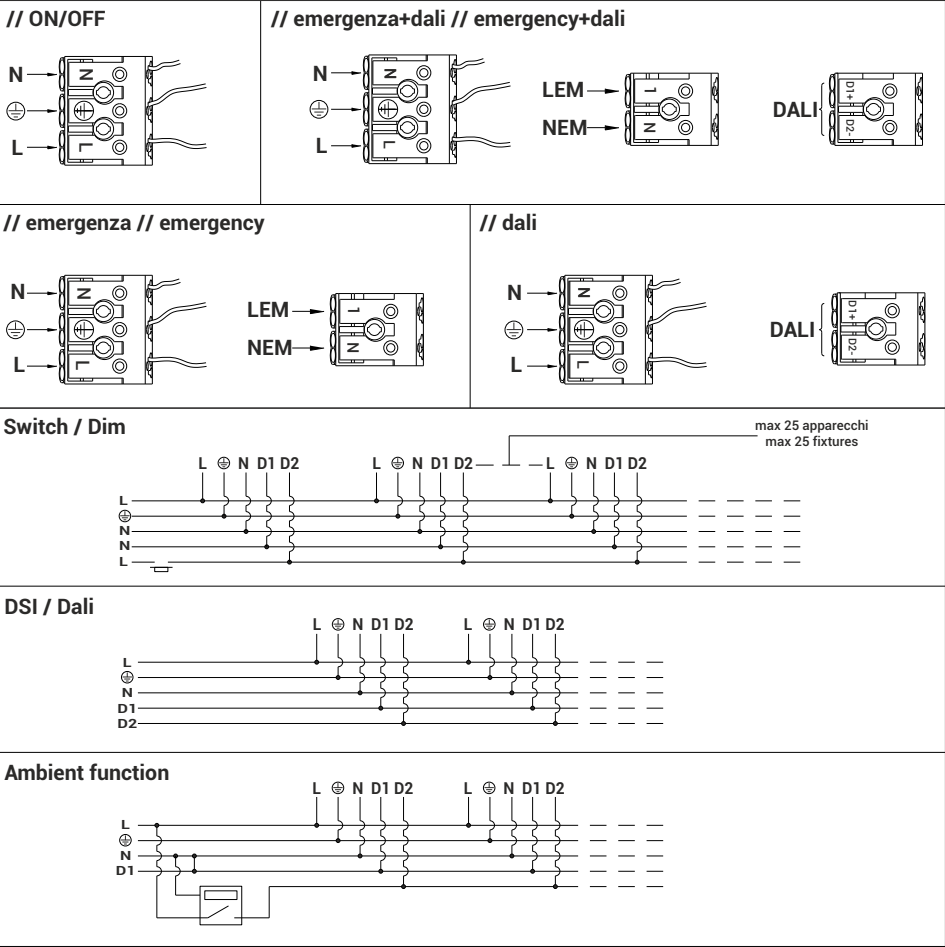 // ON/OFF
N
N
L
L
// emergenza+dali // emergency+dali
N
N
L
L
LEM
1
NEM
N
DALI
D1+
D2-
// emergenza // emergency
N
N
L
L
LEM
1
NEM
N
// dali
N
N
L
L
DALI
D1+
D2-
Switch / Dim
max 25 apparecchi
max 25 fixtures
L N D1 D2 L N D1 D2 L N D1 D2
L
N
N
L
DSI / Dali
L N D1 D2 L N D1 D2
L
N
D1
D2
Ambient function
L N D1 D2 L N D1 D2
L
N
D1